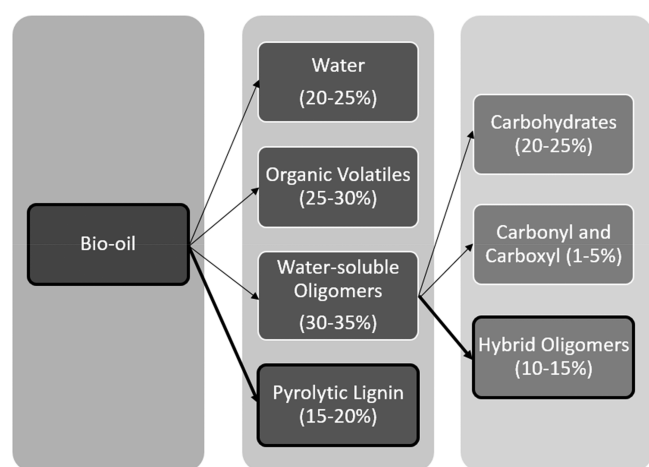 Bio-oil
Water
(20-25%)
Organic Volatiles
(25-30%)
Water-soluble
Oligomers
(30-35%)
Pyrolytic Lignin
(15-20%)
Carbohydrates
(20-25%)
Carbonyl and
Carboxyl (1-5%)
Hybrid Oligomers
(10-15%)